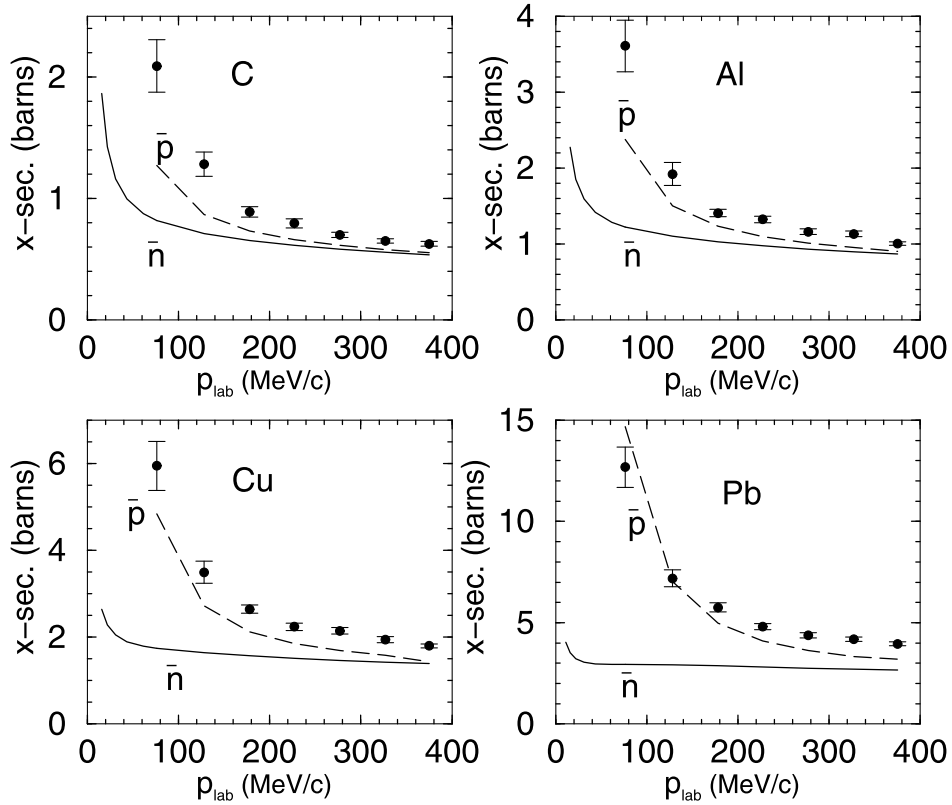 x-sec. (barns)
2
1
0
C
p̄
n̄
0 100 200 300 400
p_lab (MeV/c)
x-sec. (barns)
4
3
2
1
0
Al
p̄
n̄
0 100 200 300 400
p_lab (MeV/c)
x-sec. (barns)
6
4
2
0
Cu
p̄
n̄
0 100 200 300 400
p_lab (MeV/c)
x-sec. (barns)
15
10
5
0
Pb
p̄
n̄
0 100 200 300 400
p_lab (MeV/c)